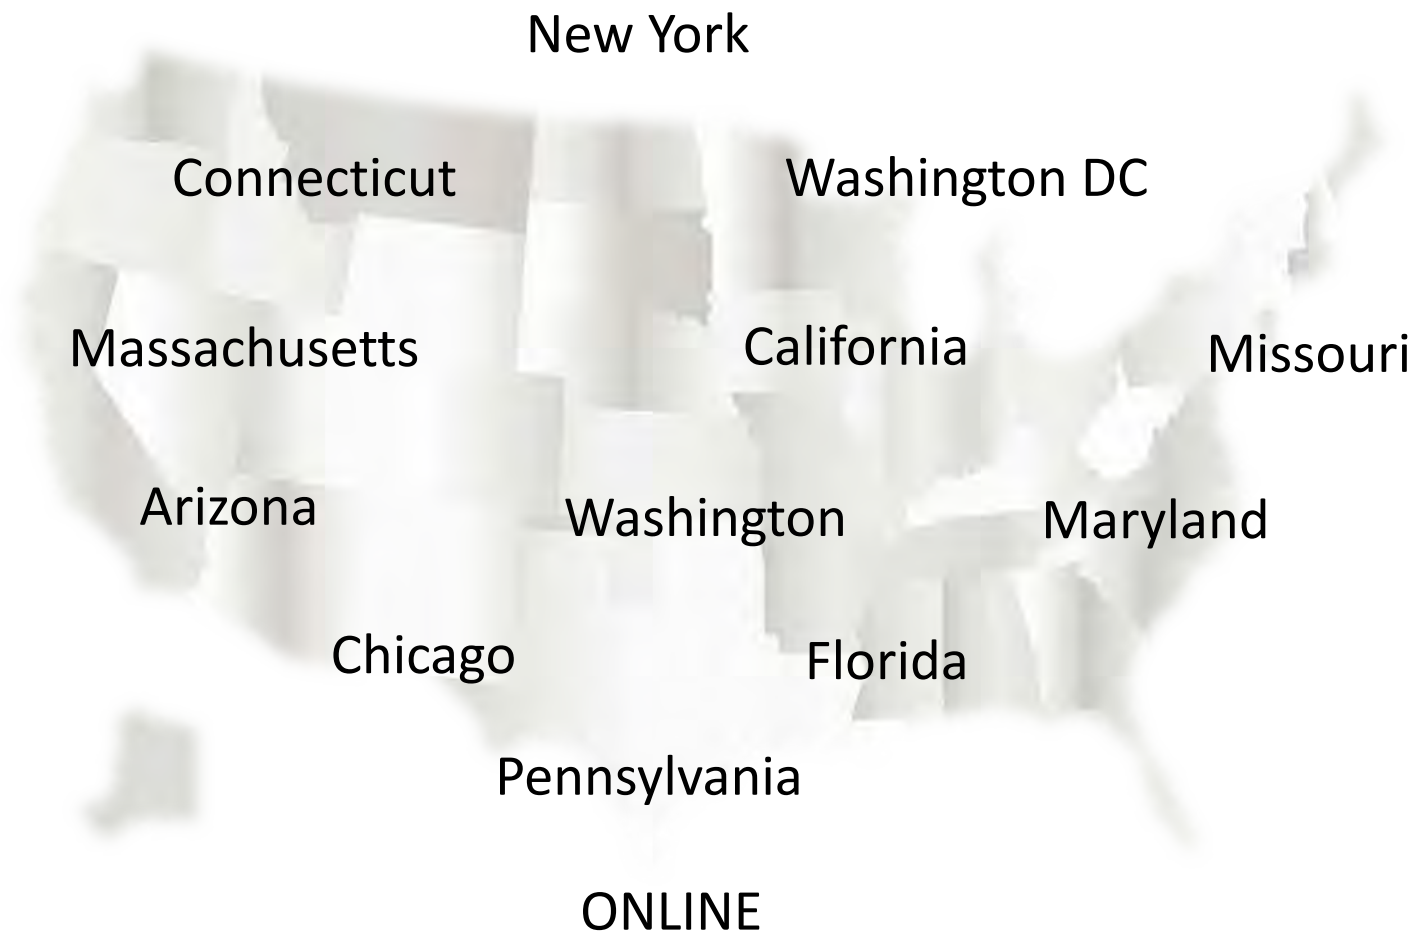 New York
Connecticut
Washington DC
Massachusetts
California
Missouri
Arizona
Washington
Maryland
Chicago
Florida
Pennsylvania
ONLINE